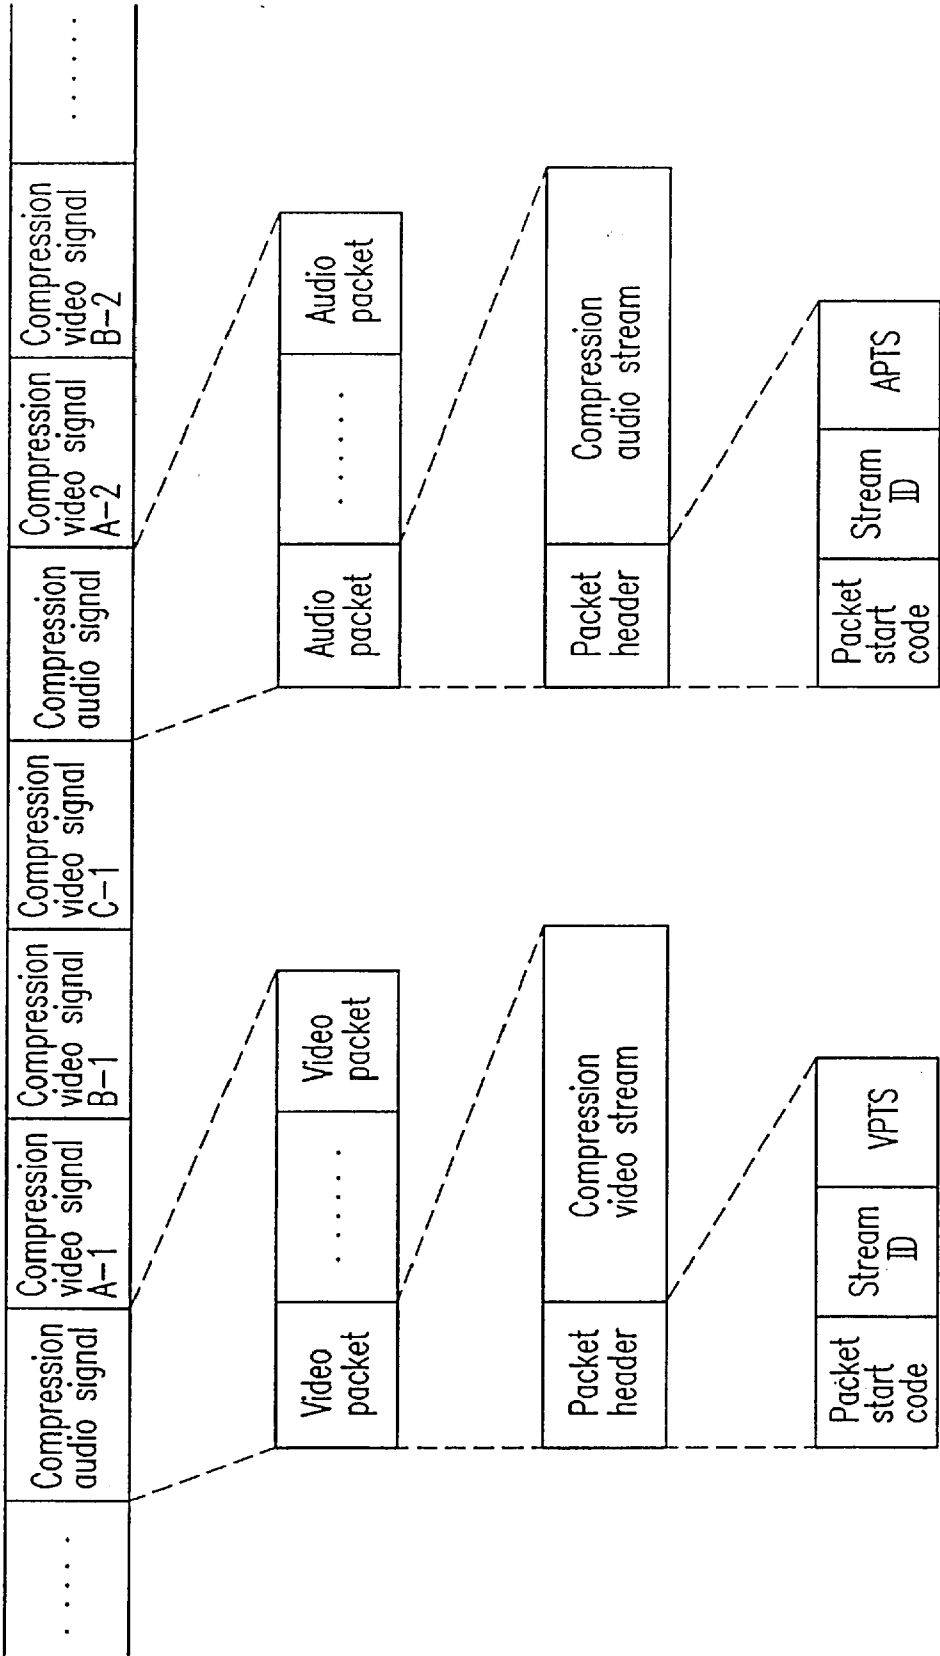 . . . . .
Compression
audio signal
Compression
video signal
A-1
Compression
video signal
B-1
Compression
video signal
C-1
Compression
audio signal
Compression
video signal
A-2
Compression
video signal
B-2
. . . . . .
Video
packet
. . . . . .
Video
packet
Audio
packet
. . . . . .
Audio
packet
Packet
header
Compression
video stream
Packet
header
Compression
audio stream
Packet
start
code
Stream
ID
VPTS
Packet
start
code
Stream
ID
APTS